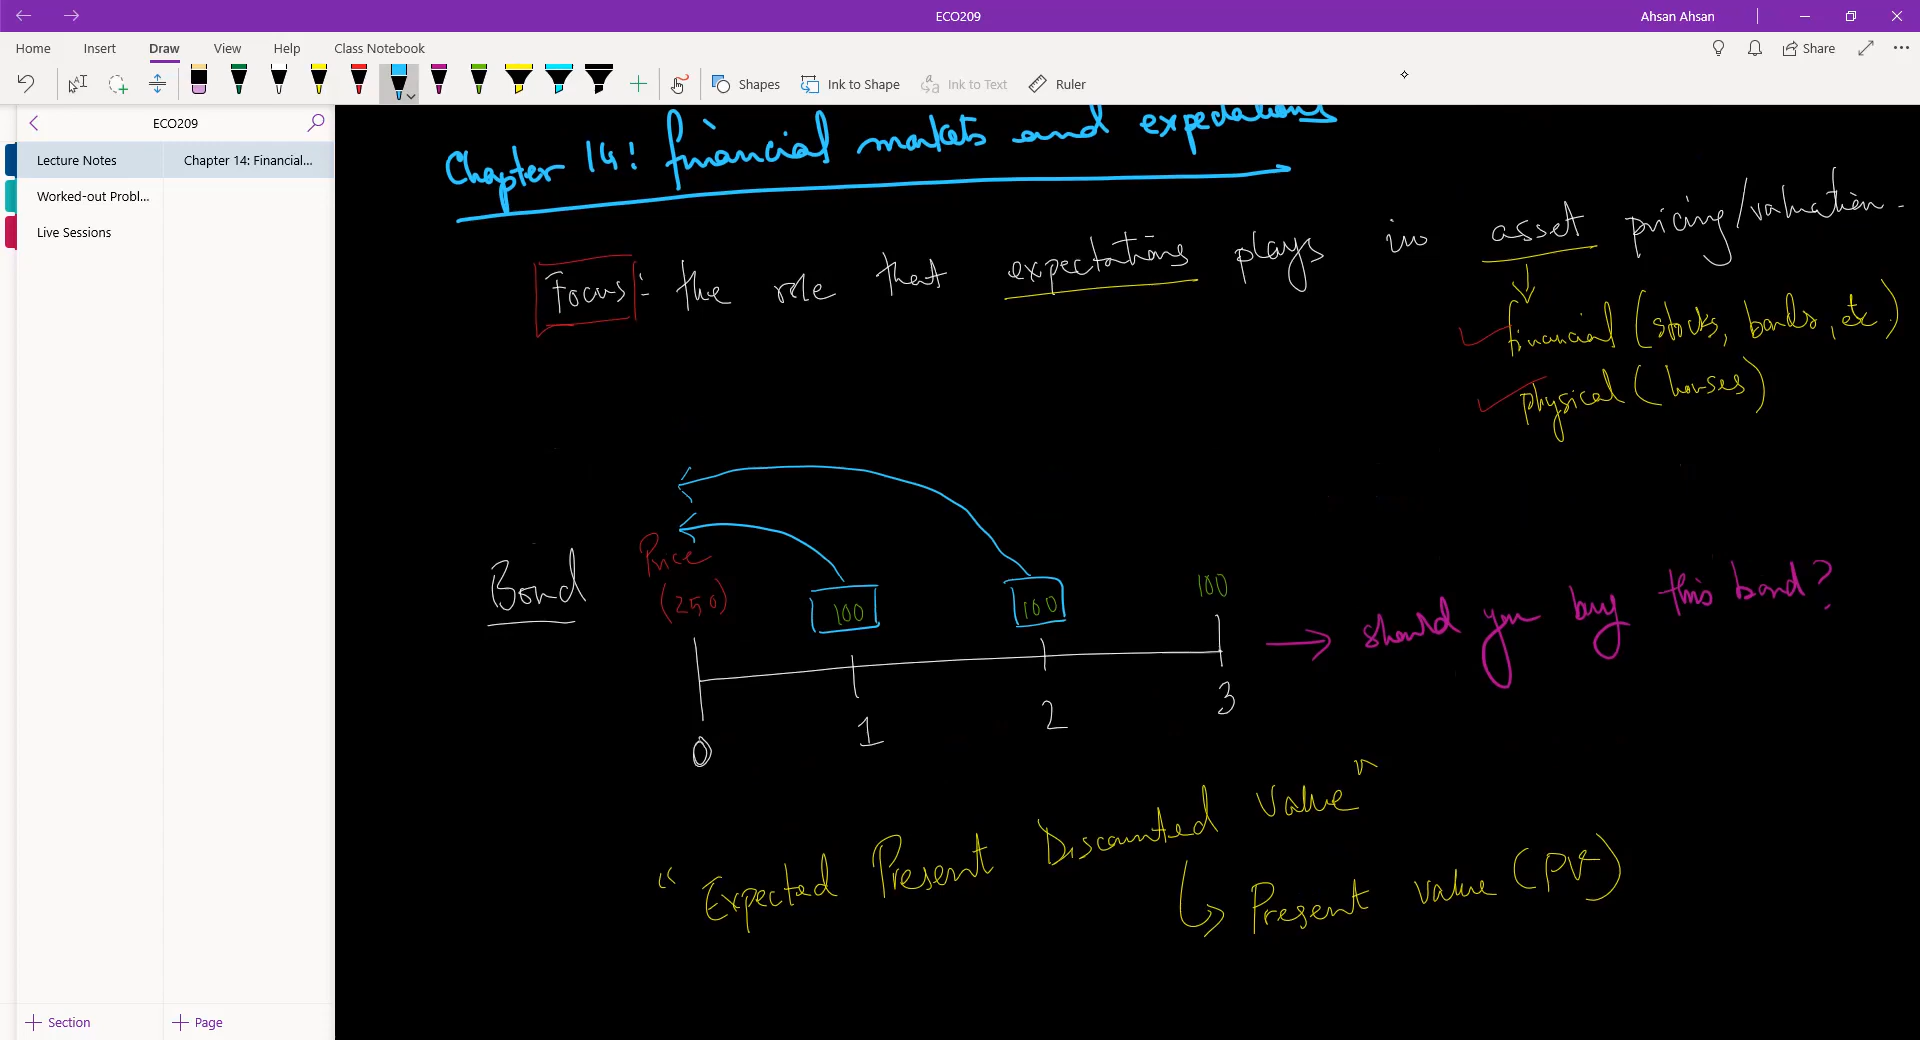 ECO209
Ahsan Ahsan
Home Insert Draw View Help Class Notebook
Share
Shapes Ink to Shape Ink to Text Ruler
ECO209
Lecture Notes
Chapter 14: Financial...
Worked-out Probl...
Live Sessions
Chapter 14: financial markets and expectations
Focus: the role that expectations plays in asset pricing/valuation.
financial (stocks, bonds, etc.)
physical (houses)
Bond
Price
(250)
100
100
100
→ should you buy this bond?
0 1 2 3
"Expected Present Discounted Value"
Present value (PV)
Section
Page